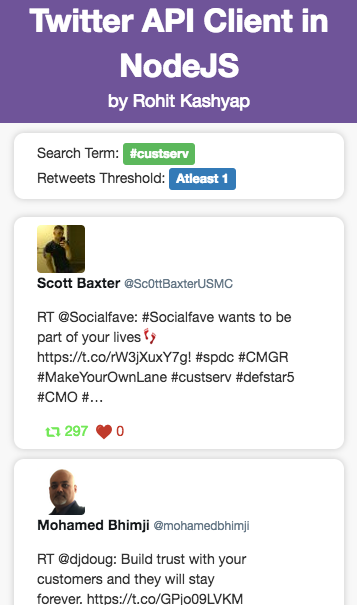 Twitter API Client in
NodeJS
by Rohit Kashyap
Search Term: #custserv
Retweets Threshold: Atleast 1
Scott Baxter @Sc0ttBaxterUSMC
RT @Socialfave: #Socialfave wants to be
part of your lives👣
https://t.co/rW3jXuxY7g! #spdc #CMGR
#MakeYourOwnLane #custserv #defstar5
#CMO #…
297 0
Mohamed Bhimji @mohamedbhimji
RT @djdoug: Build trust with your
customers and they will stay
forever. https://t.co/GPjo09LVKM